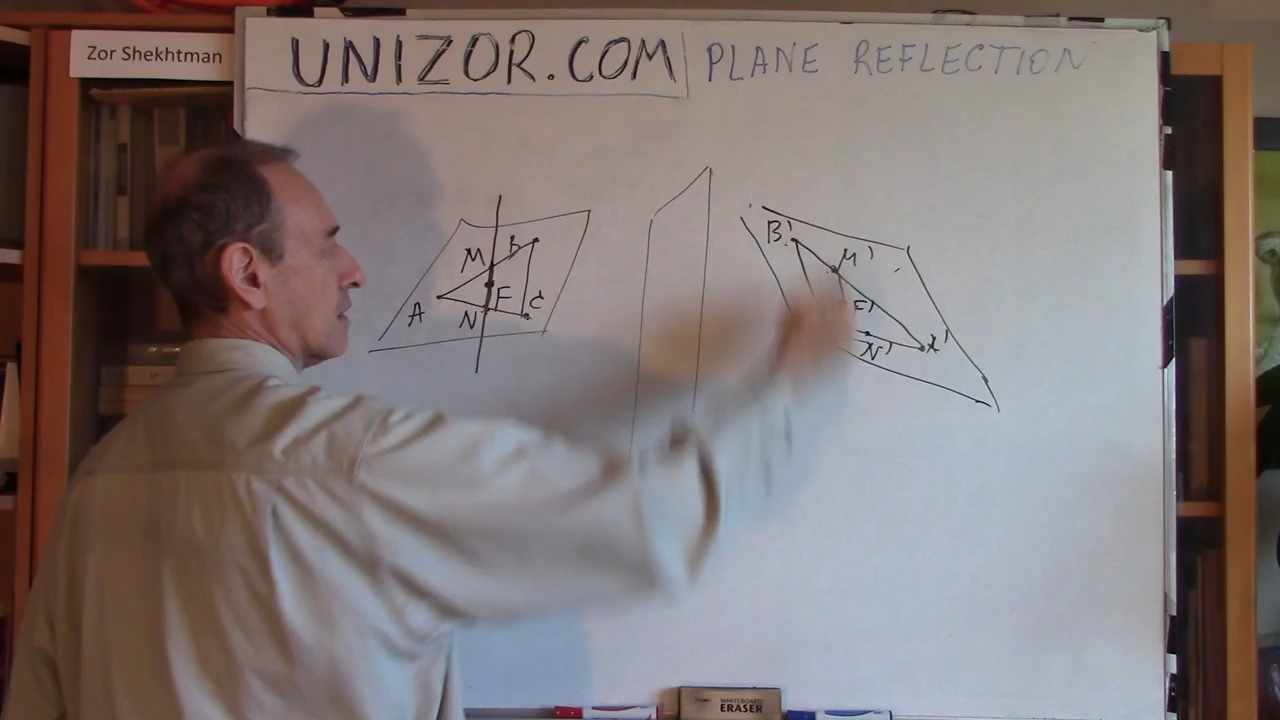 Zor Shekhtman
UNIZOR.COM
PLANE REFLECTION
M
B
A
F
C
N
B'
M'
N'
WHITEBOARD
ERASER